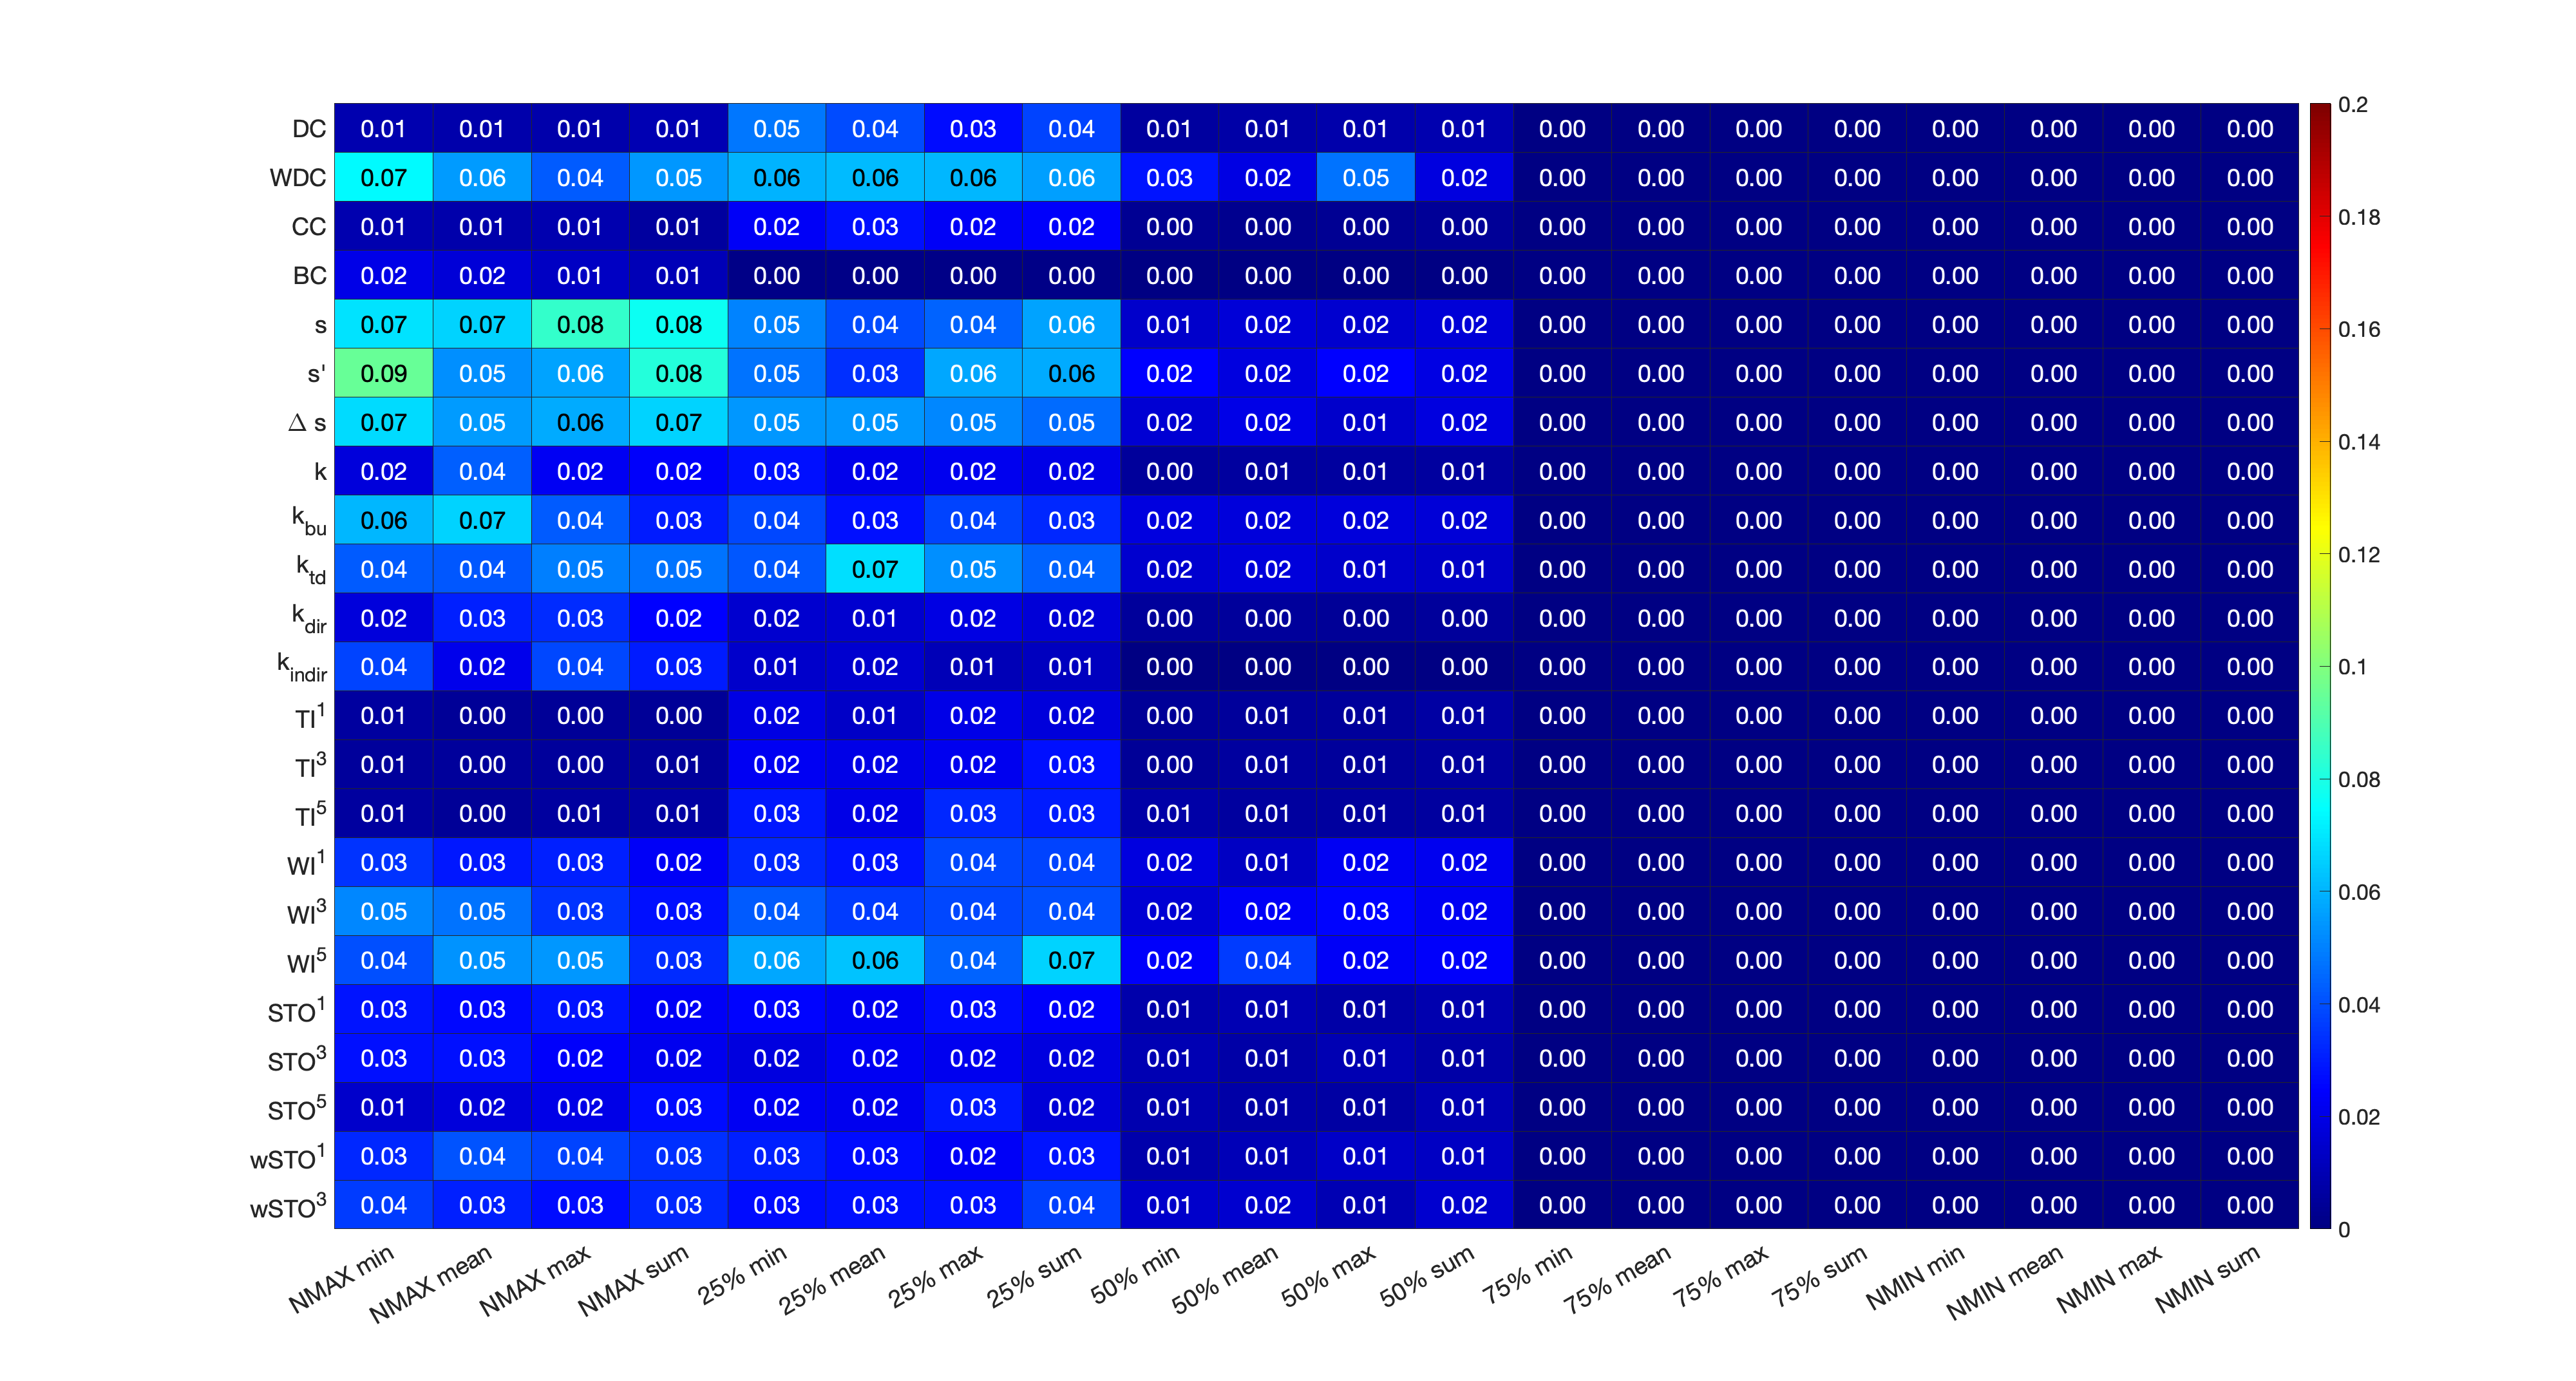 DC 0.01 0.01 0.01 0.01 0.05 0.04 0.03 0.04 0.01 0.01 0.01 0.01 0.00 0.00 0.00 0.00 0.00 0.00 0.00 0.00
WDC 0.07 0.06 0.04 0.05 0.06 0.06 0.06 0.06 0.03 0.02 0.05 0.02 0.00 0.00 0.00 0.00 0.00 0.00 0.00 0.00
CC 0.01 0.01 0.01 0.01 0.02 0.03 0.02 0.02 0.00 0.00 0.00 0.00 0.00 0.00 0.00 0.00 0.00 0.00 0.00 0.00
BC 0.02 0.02 0.01 0.01 0.00 0.00 0.00 0.00 0.00 0.00 0.00 0.00 0.00 0.00 0.00 0.00 0.00 0.00 0.00 0.00
s 0.07 0.07 0.08 0.08 0.05 0.04 0.04 0.06 0.01 0.02 0.02 0.02 0.00 0.00 0.00 0.00 0.00 0.00 0.00 0.00
s' 0.09 0.05 0.06 0.08 0.05 0.03 0.06 0.06 0.02 0.02 0.02 0.02 0.00 0.00 0.00 0.00 0.00 0.00 0.00 0.00
Δ s 0.07 0.05 0.06 0.07 0.05 0.05 0.05 0.05 0.02 0.02 0.01 0.02 0.00 0.00 0.00 0.00 0.00 0.00 0.00 0.00
k 0.02 0.04 0.02 0.02 0.03 0.02 0.02 0.02 0.00 0.01 0.01 0.01 0.00 0.00 0.00 0.00 0.00 0.00 0.00 0.00
k_bu 0.06 0.07 0.04 0.03 0.04 0.03 0.04 0.03 0.02 0.02 0.02 0.02 0.00 0.00 0.00 0.00 0.00 0.00 0.00 0.00
k_td 0.04 0.04 0.05 0.05 0.04 0.07 0.05 0.04 0.02 0.02 0.01 0.01 0.00 0.00 0.00 0.00 0.00 0.00 0.00 0.00
k_dir 0.02 0.03 0.03 0.02 0.02 0.01 0.02 0.02 0.00 0.00 0.00 0.00 0.00 0.00 0.00 0.00 0.00 0.00 0.00 0.00
k_indir 0.04 0.02 0.04 0.03 0.01 0.02 0.01 0.01 0.00 0.00 0.00 0.00 0.00 0.00 0.00 0.00 0.00 0.00 0.00 0.00
TI^1 0.01 0.00 0.00 0.00 0.02 0.01 0.02 0.02 0.00 0.01 0.01 0.01 0.00 0.00 0.00 0.00 0.00 0.00 0.00 0.00
TI^3 0.01 0.00 0.00 0.01 0.02 0.02 0.02 0.03 0.00 0.01 0.01 0.01 0.00 0.00 0.00 0.00 0.00 0.00 0.00 0.00
TI^5 0.01 0.00 0.01 0.01 0.03 0.02 0.03 0.03 0.01 0.01 0.01 0.01 0.00 0.00 0.00 0.00 0.00 0.00 0.00 0.00
WI^1 0.03 0.03 0.03 0.02 0.03 0.03 0.04 0.04 0.02 0.01 0.02 0.02 0.00 0.00 0.00 0.00 0.00 0.00 0.00 0.00
WI^3 0.05 0.05 0.03 0.03 0.04 0.04 0.04 0.04 0.02 0.02 0.03 0.02 0.00 0.00 0.00 0.00 0.00 0.00 0.00 0.00
WI^5 0.04 0.05 0.05 0.03 0.06 0.06 0.04 0.07 0.02 0.04 0.02 0.02 0.00 0.00 0.00 0.00 0.00 0.00 0.00 0.00
STO^1 0.03 0.03 0.03 0.02 0.03 0.02 0.03 0.02 0.01 0.01 0.01 0.01 0.00 0.00 0.00 0.00 0.00 0.00 0.00 0.00
STO^3 0.03 0.03 0.02 0.02 0.02 0.02 0.02 0.02 0.01 0.01 0.01 0.01 0.00 0.00 0.00 0.00 0.00 0.00 0.00 0.00
STO^5 0.01 0.02 0.02 0.03 0.02 0.02 0.03 0.02 0.01 0.01 0.01 0.01 0.00 0.00 0.00 0.00 0.00 0.00 0.00 0.00
wSTO^1 0.03 0.04 0.04 0.03 0.03 0.03 0.02 0.03 0.01 0.01 0.01 0.01 0.00 0.00 0.00 0.00 0.00 0.00 0.00 0.00
wSTO^3 0.04 0.03 0.03 0.03 0.03 0.03 0.03 0.04 0.01 0.02 0.01 0.02 0.00 0.00 0.00 0.00 0.00 0.00 0.00 0.00
NMAX min
NMAX mean
NMAX max
NMAX sum
25% min
25% mean
25% max
25% sum
50% min
50% mean
50% max
50% sum
75% min
75% mean
75% max
75% sum
NMIN min
NMIN mean
NMIN max
NMIN sum
0.2
0.18
0.16
0.14
0.12
0.1
0.08
0.06
0.04
0.02
0